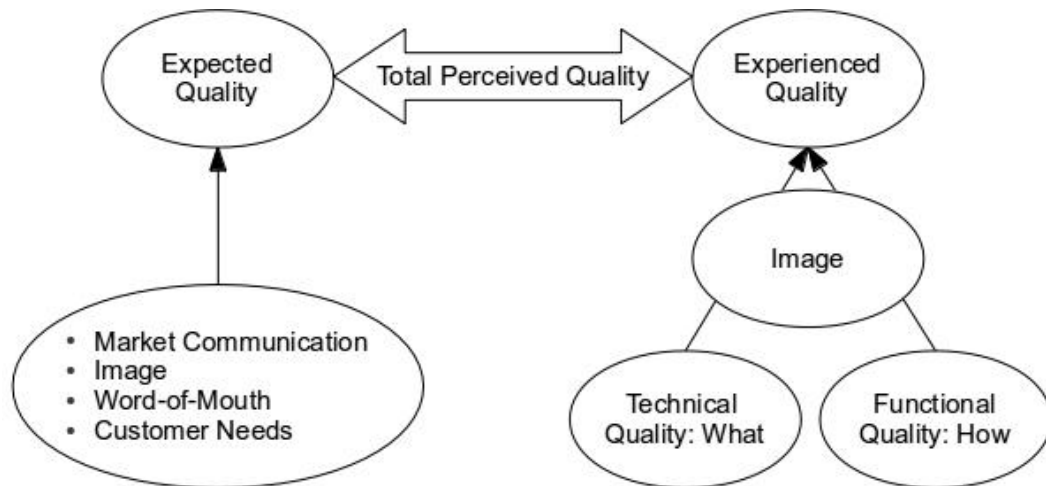 Expected
Quality
Total Perceived Quality
Experienced
Quality
Image
• Market Communication
• Image
• Word-of-Mouth
• Customer Needs
Technical
Quality: What
Functional
Quality: How